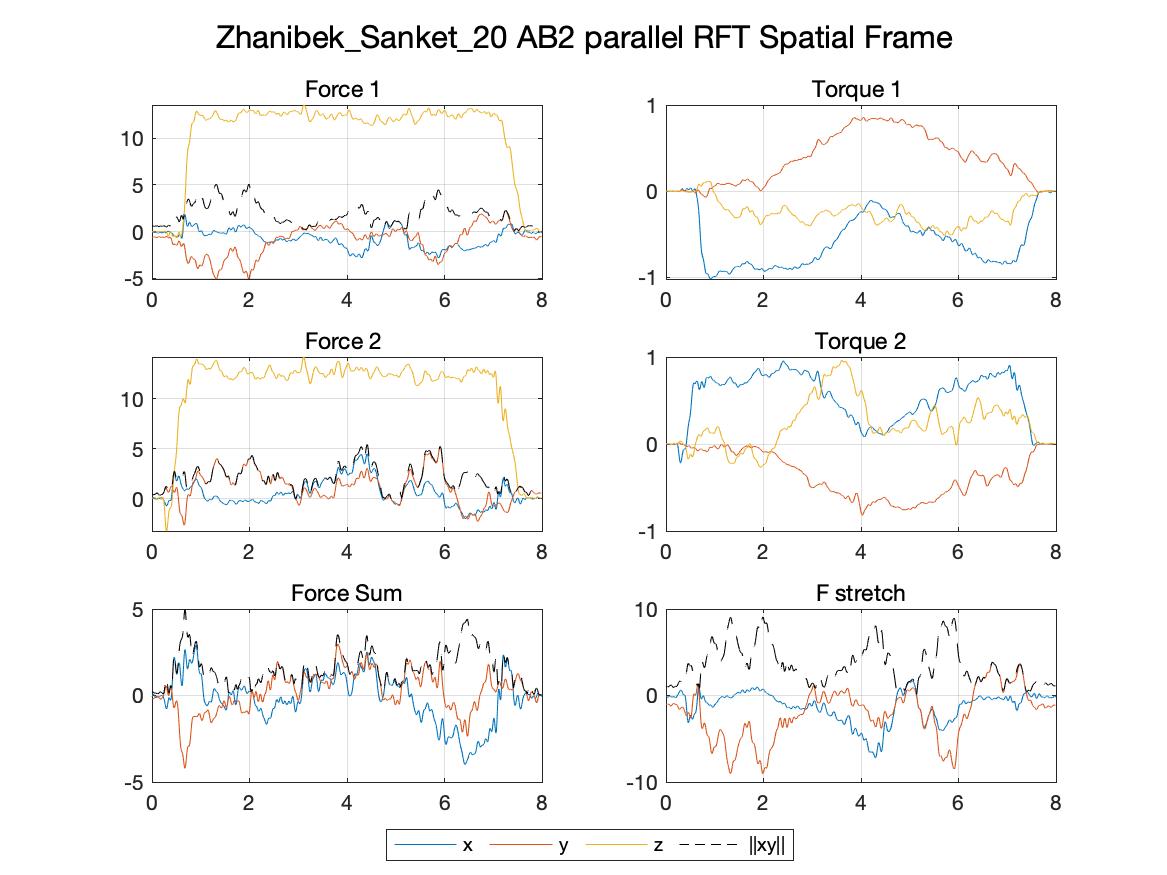 Zhanibek_Sanket_20 AB2 parallel RFT Spatial Frame
Force 1
10
5
0
-5
0 2 4 6 8
Torque 1
1
0
-1
0 2 4 6 8
Force 2
10
5
0
0 2 4 6 8
Torque 2
1
0
-1
0 2 4 6 8
Force Sum
5
0
-5
0 2 4 6 8
F stretch
10
0
-10
0 2 4 6 8
x y z ||xy||